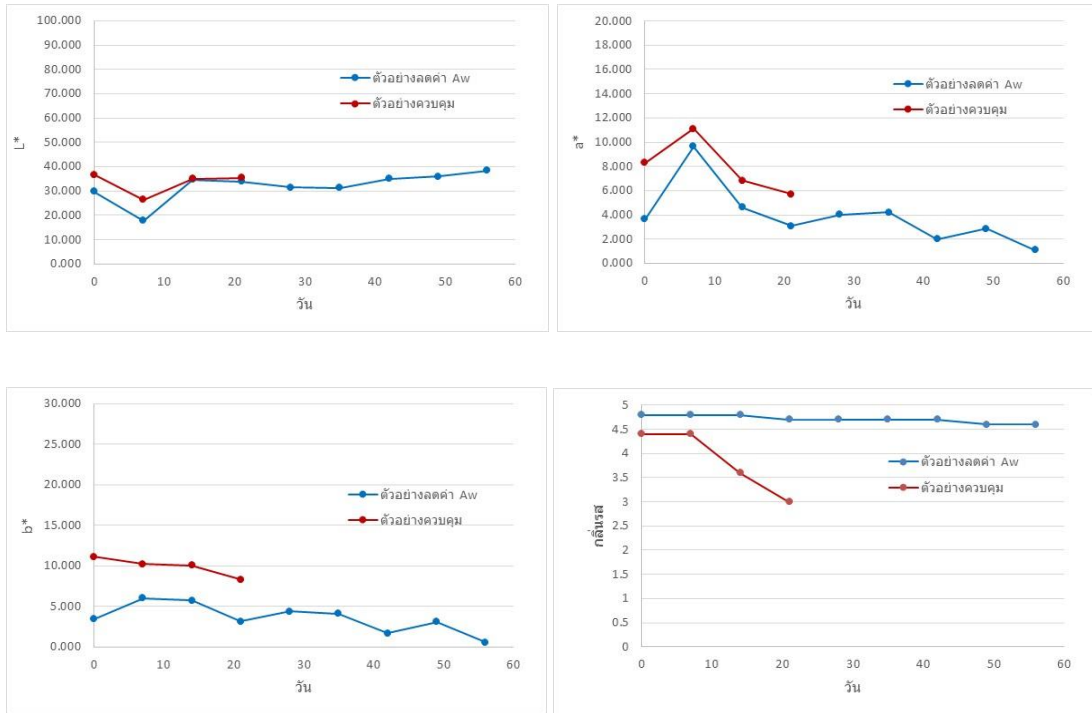 100.000
90.000
80.000
70.000
60.000
50.000
40.000
30.000
20.000
10.000
0.000
L*
0 10 20 30 40 50 60
วัน
ตัวอย่างลดค่า Aw
ตัวอย่างควบคุม
20.000
18.000
16.000
14.000
12.000
10.000
8.000
6.000
4.000
2.000
0.000
a*
0 10 20 30 40 50 60
วัน
ตัวอย่างลดค่า Aw
ตัวอย่างควบคุม
30.000
25.000
20.000
15.000
10.000
5.000
0.000
b*
0 10 20 30 40 50 60
วัน
ตัวอย่างลดค่า Aw
ตัวอย่างควบคุม
5
4.5
4
3.5
3
2.5
2
1.5
1
0.5
0
กลิ่นรส
0 10 20 30 40 50 60
วัน
ตัวอย่างลดค่า Aw
ตัวอย่างควบคุม